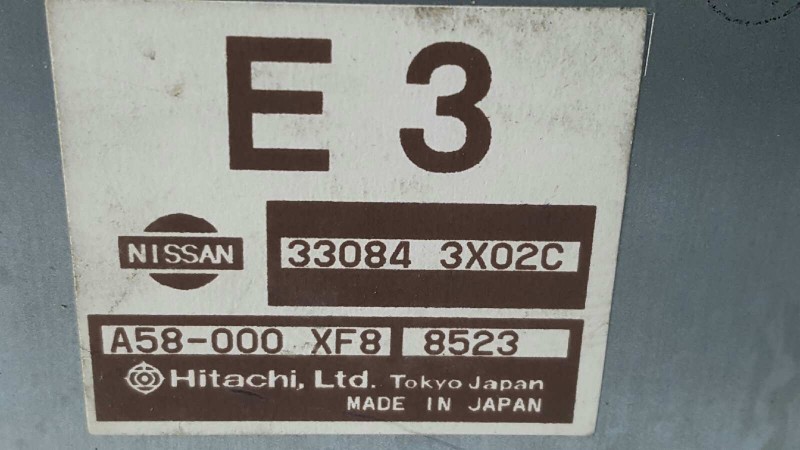 E 3
NISSAN
33084 3X02C
A58-000 XF8 8523
Hitachi, Ltd. Tokyo Japan
MADE IN JAPAN